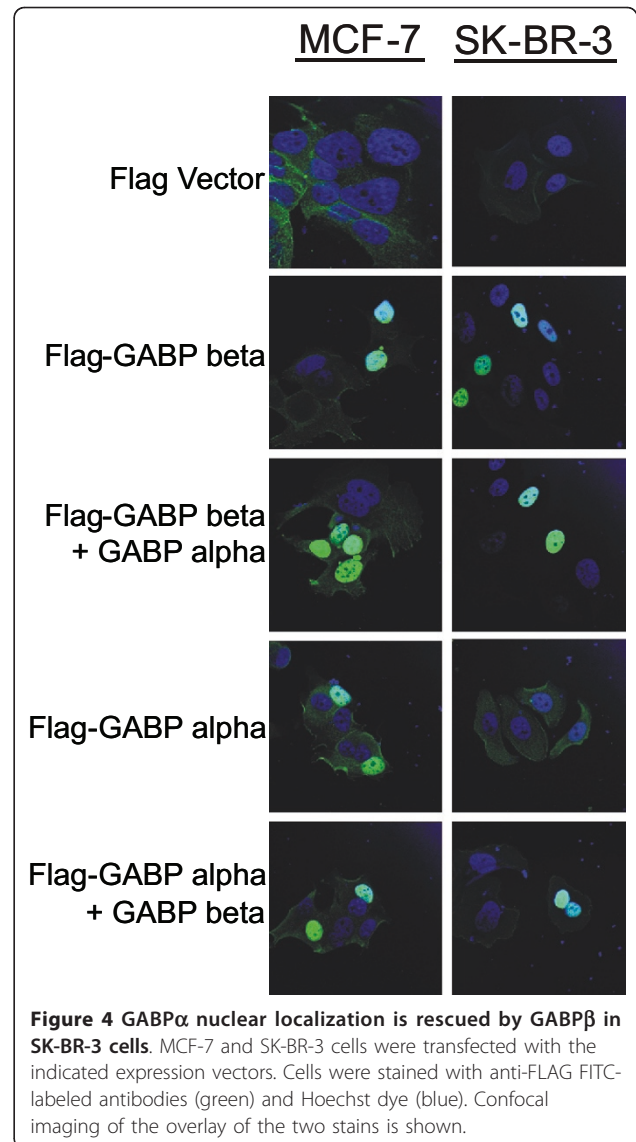 MCF-7 SK-BR-3
Flag Vector
Flag-GABP beta
Flag-GABP beta
+ GABP alpha
Flag-GABP alpha
Flag-GABP alpha
+ GABP beta
Figure 4 GABPα nuclear localization is rescued by GABPβ in
SK-BR-3 cells. MCF-7 and SK-BR-3 cells were transfected with the
indicated expression vectors. Cells were stained with anti-FLAG FITC-
labeled antibodies (green) and Hoechst dye (blue). Confocal
imaging of the overlay of the two stains is shown.